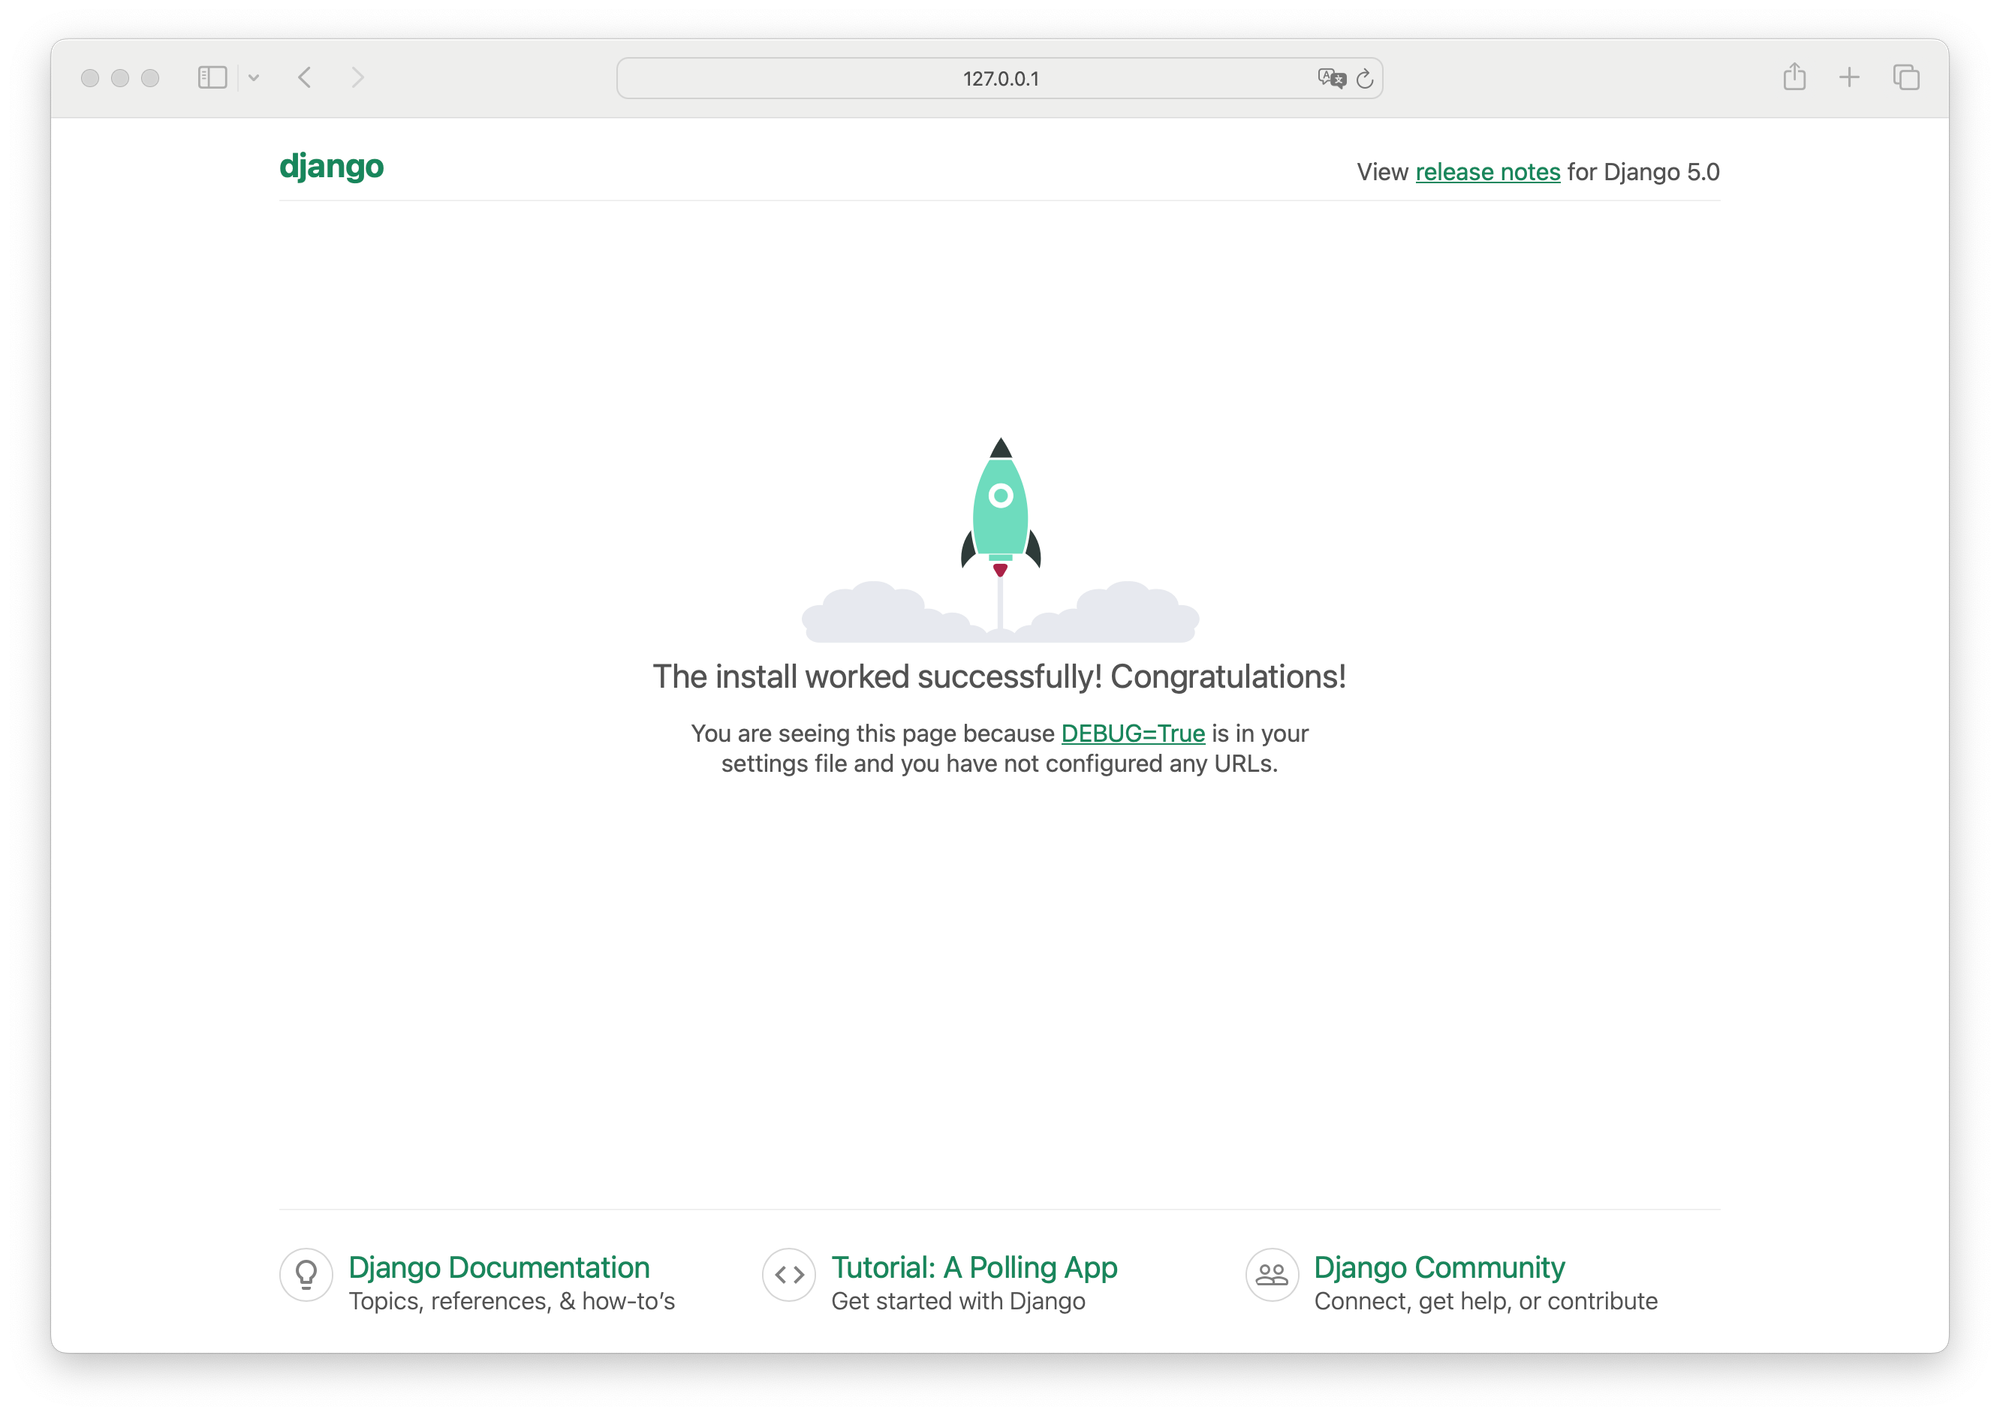 127.0.0.1
django
View release notes for Django 5.0
The install worked successfully! Congratulations!
You are seeing this page because DEBUG=True is in your
settings file and you have not configured any URLs.
Django Documentation
Topics, references, & how-to’s
Tutorial: A Polling App
Get started with Django
Django Community
Connect, get help, or contribute